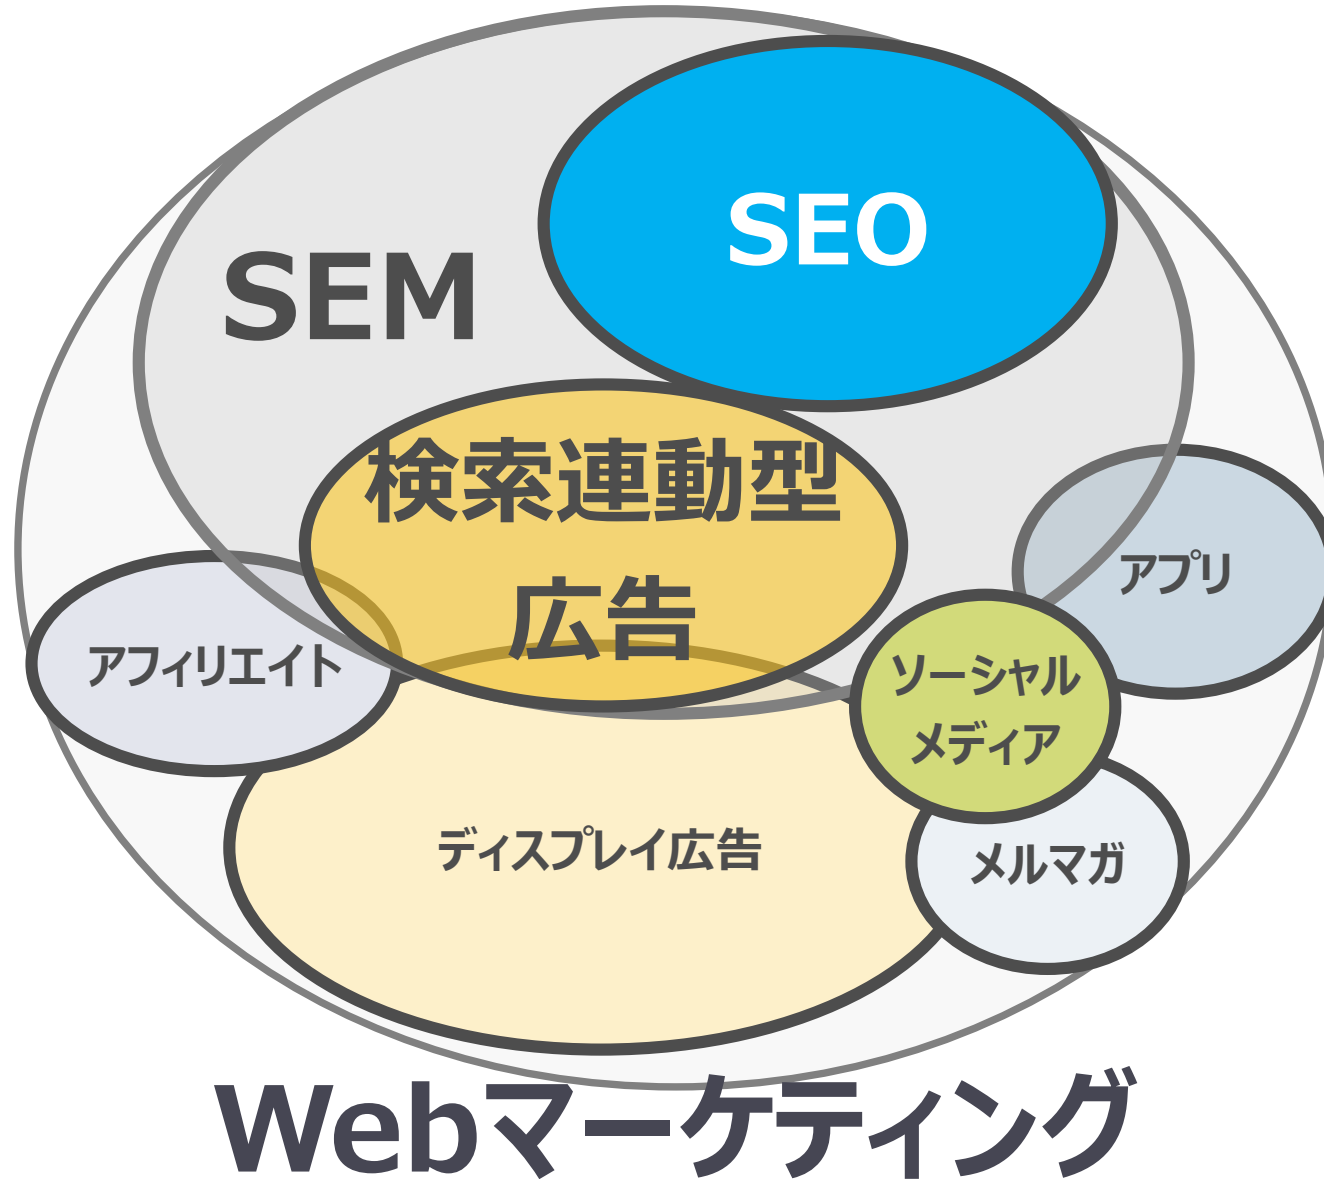 SEO
SEM
検索連動型
広告
アプリ
アフィリエイト
ソーシャル
メディア
ディスプレイ広告
メルマガ
Webマーケティング